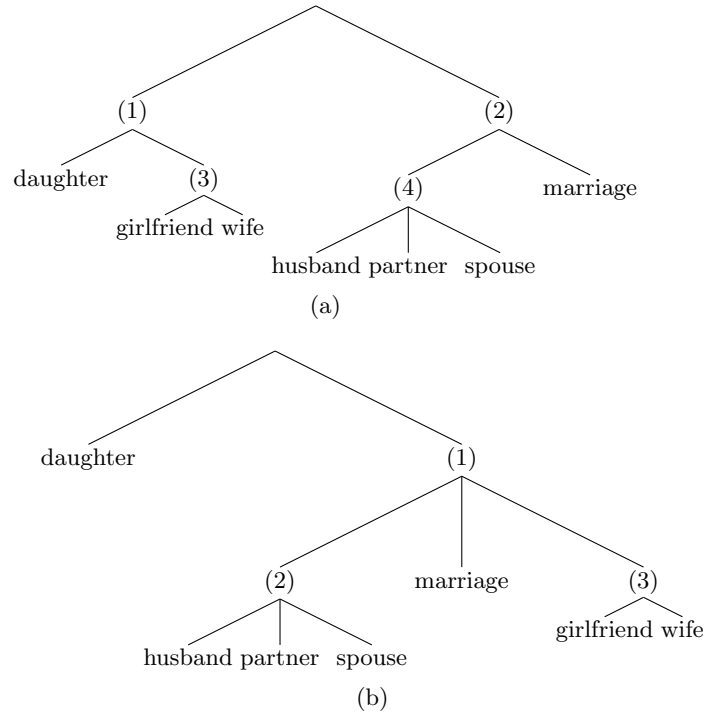 (1) (2)
daughter (3) (4) marriage
girlfriend wife
husband partner spouse
(a)
daughter (1)
(2) marriage (3)
girlfriend wife
husband partner spouse
(b)